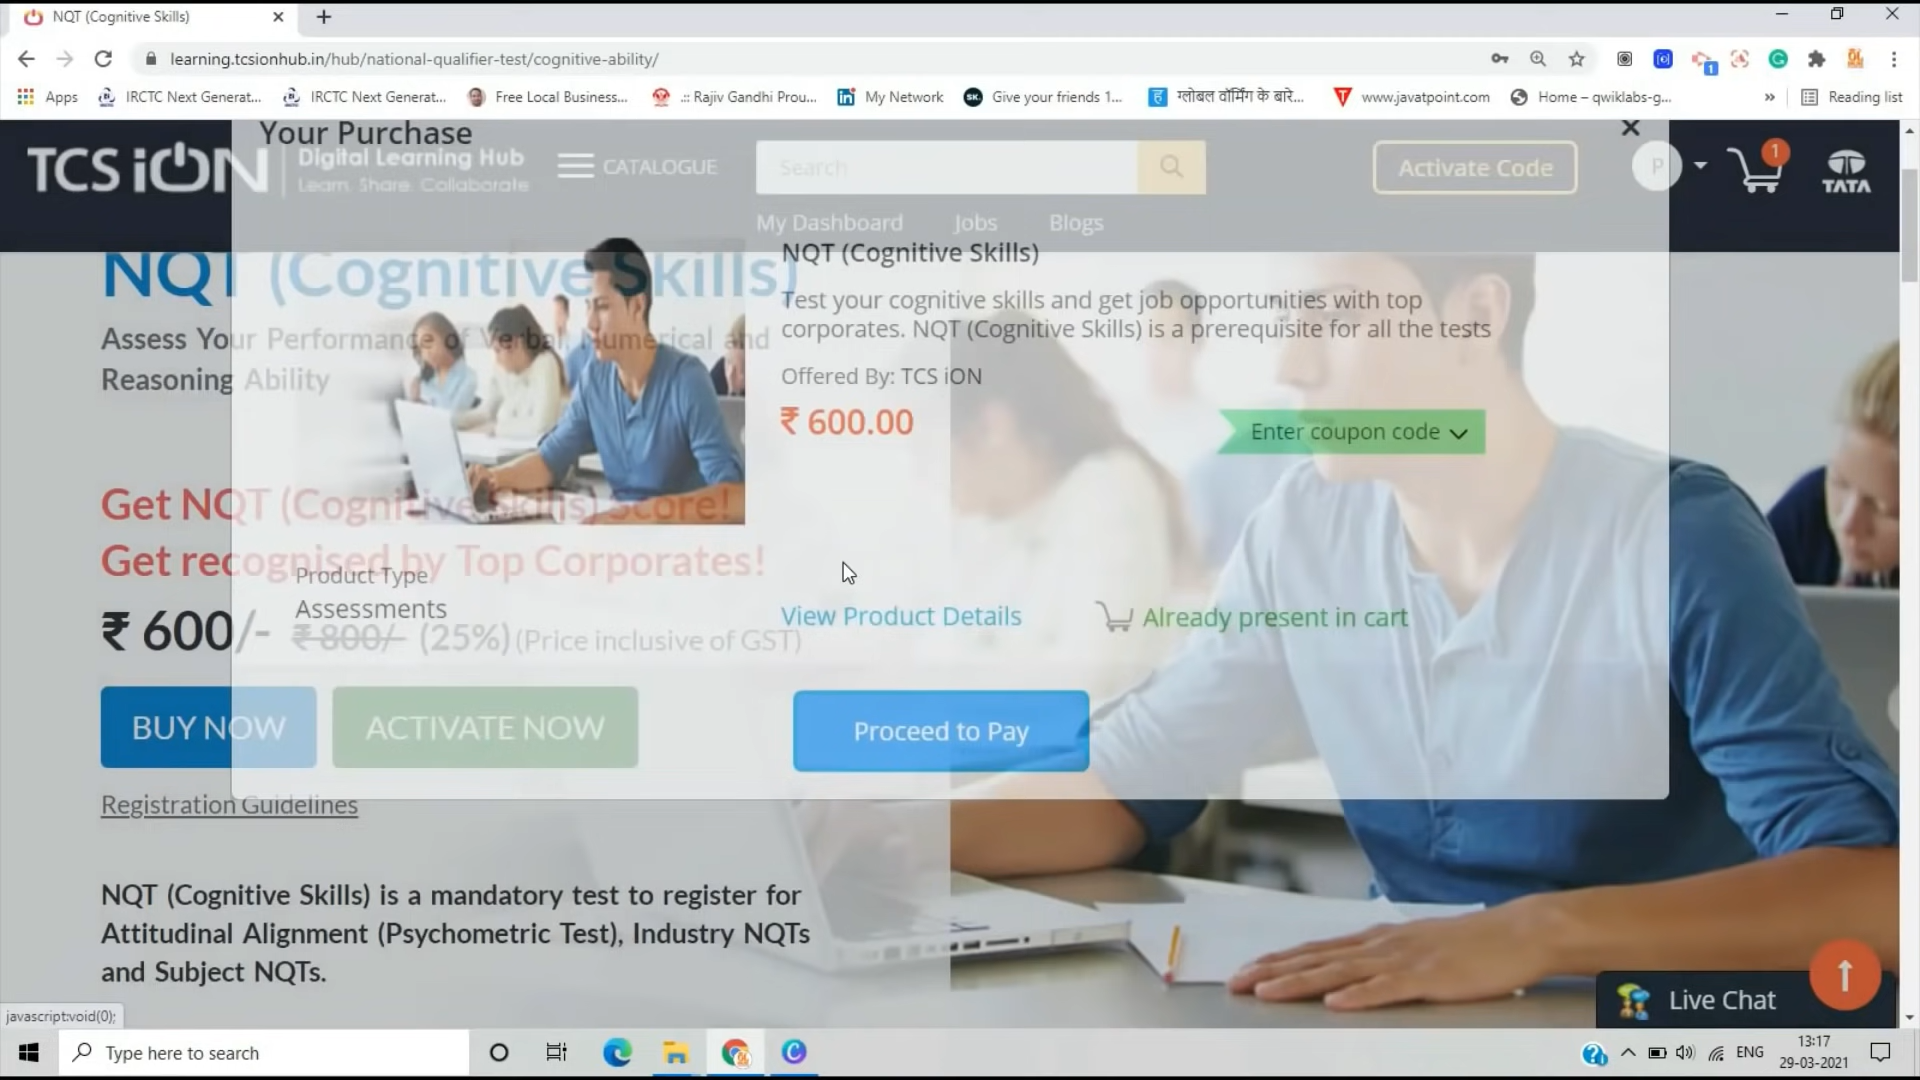 NQT (Cognitive Skills)
learning.tcsionhub.in/hub/national-qualifier-test/cognitive-ability/
1
Apps
IRCTC Next Generat...
IRCTC Next Generat...
Free Local Business...
.:: Rajiv Gandhi Prou...
in
My Network
SK.
Give your friends 1...
ग्लोबल वॉर्मिंग के बारे...
www.javatpoint.com
Home – qwiklabs-g...
»
Reading list
Your Purchase
TCS iON
Digital Learning Hub
Learn. Share. Collaborate
CATALOGUE
Search
Activate Code
P
1
TATA
My Dashboard
Jobs
Blogs
NQT (Cognitive Skills)
NQT (Cognitive Skills)
Test your cognitive skills and get job opportunities with top
corporates. NQT (Cognitive Skills) is a prerequisite for all the tests
Assess Your Performance of Verbal, Numerical and
Reasoning Ability
Offered By: TCS iON
₹ 600.00
Enter coupon code
Get NQT (Cognitive Skills) Score!
Get recognised by Top Corporates!
Product Type
Assessments
View Product Details
Already present in cart
₹ 600/- ₹ 800/- (25%) (Price inclusive of GST)
BUY NOW
ACTIVATE NOW
Proceed to Pay
Registration Guidelines
NQT (Cognitive Skills) is a mandatory test to register for
Attitudinal Alignment (Psychometric Test), Industry NQTs
and Subject NQTs.
Live Chat
javascript:void(0);
Type here to search
ENG
13:17
29-03-2021